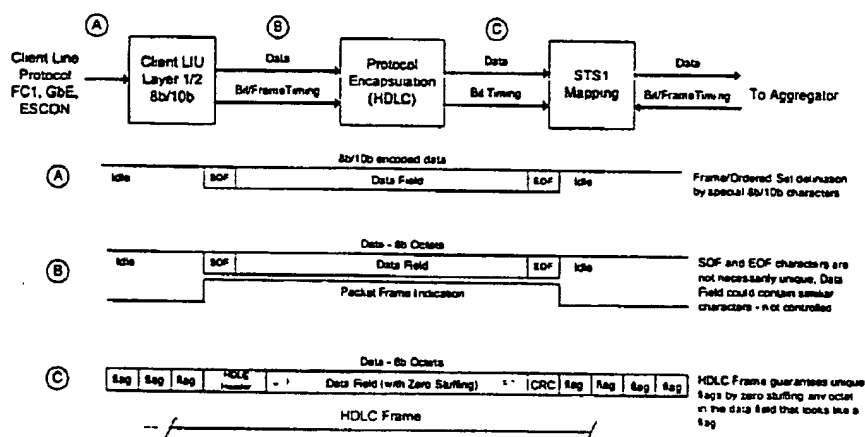 A
B
C
Client Line
Protocol
FC1, GbE,
ESCON
Client LIU
Layer 1/2
8b/10b
Data
Bit/FrameTiming
Protocol
Encapsulation
(HDLC)
Data
Bit Timing
STS1
Mapping
Data
Bit/FrameTiming
To Aggregator
A
8b/10b encoded data
Idle
SOF
Data Field
EOF
Idle
Frame/Ordered Set delination
by special 8b/10b characters
B
Data - 8b Octets
Idle
SOF
Data Field
EOF
Idle
Packet Frame Indication
SOF and EOF characters are
not necessarily unique, Data
Field could contain similar
characters - not controlled
C
Data - 8b Octets
flag flag flag HDLC Header Data Field (with Zero Stuffing) CRC flag flag flag flag
HDLC Frame
HDLC Frame guarantees unique
flags by zero stuffing any octet
in the data field that looks like a
flag